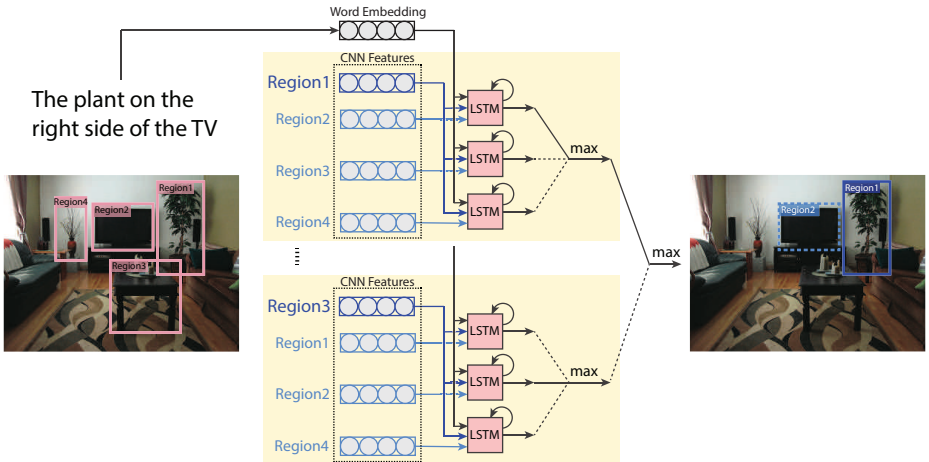 Word Embedding
CNN Features
Region1
Region2
Region3
Region4
LSTM
LSTM
LSTM
max
The plant on the
right side of the TV
Region4
Region2
Region1
Region3
max
Region2
Region1
CNN Features
Region3
Region1
Region2
Region4
LSTM
LSTM
LSTM
max